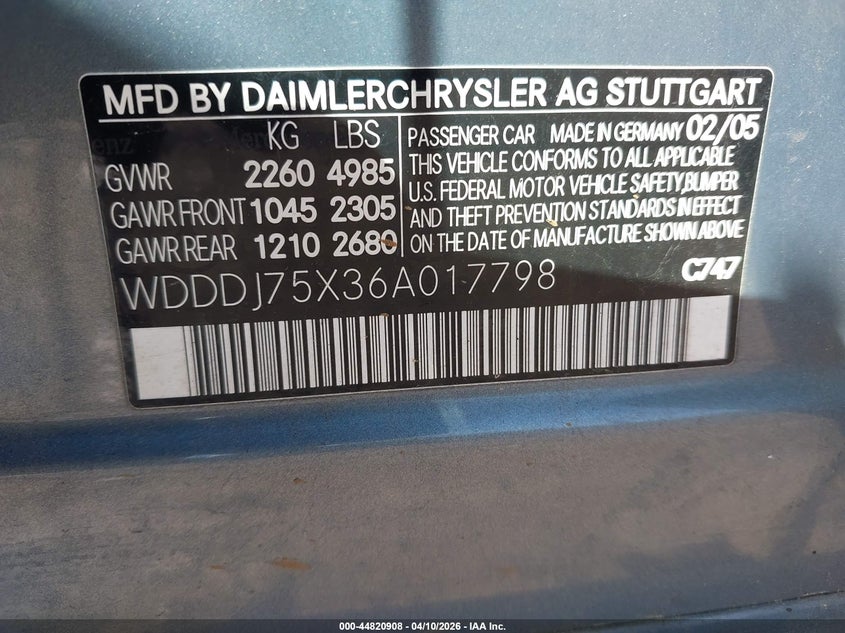 MFD BY DAIMLERCHRYSLER AG STUTTGART
KG LBS
GVWR 2260 4985
GAWR FRONT 1045 2305
GAWR REAR 1210 2680
PASSENGER CAR MADE IN GERMANY 02/05
THIS VEHICLE CONFORMS TO ALL APPLICABLE
U.S. FEDERAL MOTOR VEHICLE SAFETY,BUMPER
AND THEFT PREVENTION STANDARDS IN EFFECT
ON THE DATE OF MANUFACTURE SHOWN ABOVE
WDDDJ75X36A017798
C747
000-44820908 - 04/10/2026 - IAA Inc.